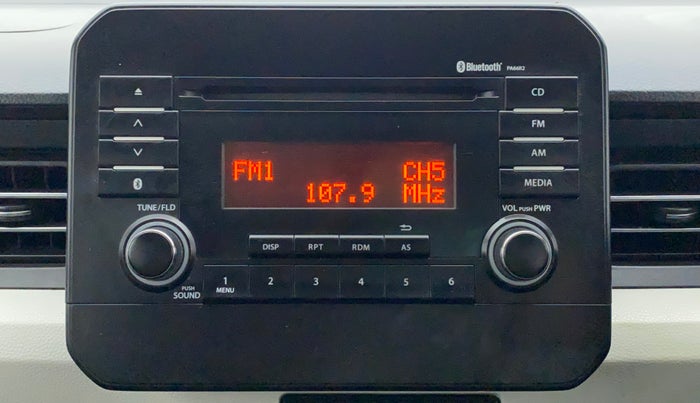 Bluetooth PA66R2
CD
FM
AM
MEDIA
FM1 CH5
107.9 MHz
TUNE/FLD
VOL PUSH PWR
DISP RPT RDM AS
PUSH SOUND
1 2 3 4 5 6
MENU